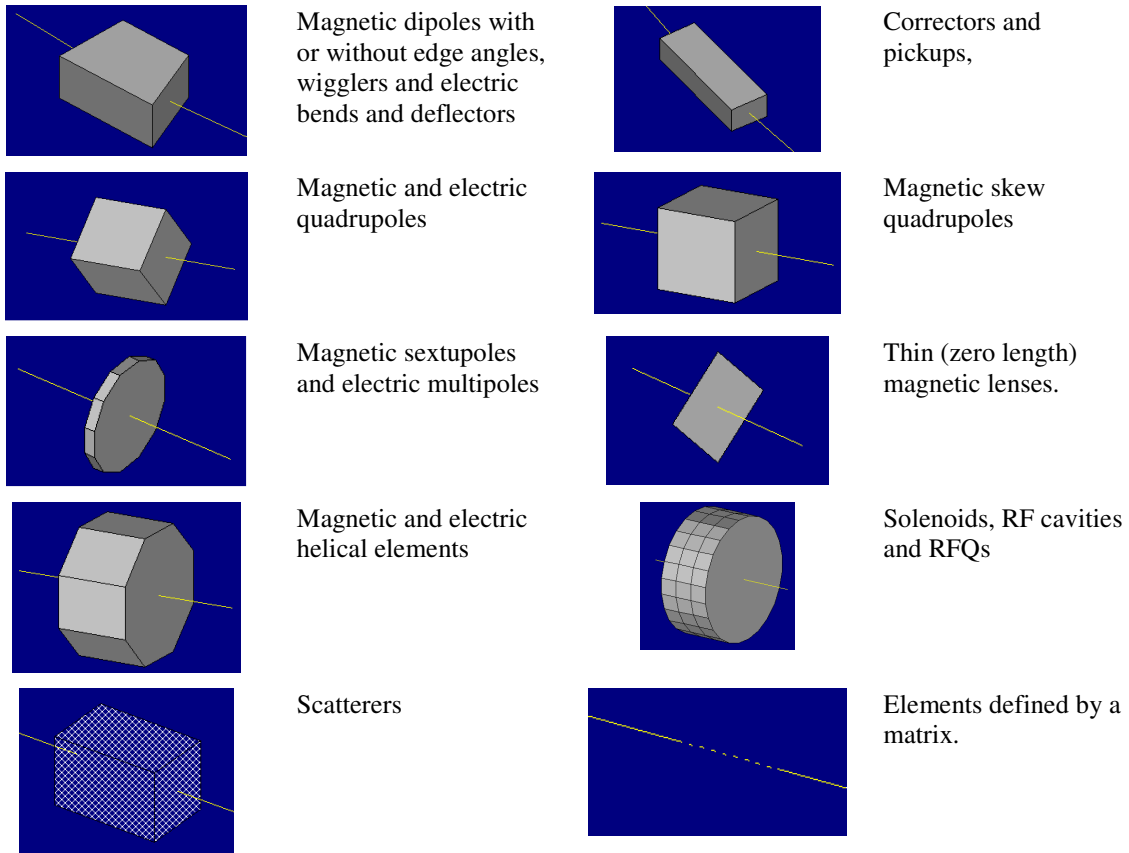 Magnetic dipoles with
or without edge angles,
wigglers and electric
bends and deflectors
Correctors and
pickups,
Magnetic and electric
quadrupoles
Magnetic skew
quadrupoles
Magnetic sextupoles
and electric multipoles
Thin (zero length)
magnetic lenses.
Magnetic and electric
helical elements
Solenoids, RF cavities
and RFQs
Scatterers
Elements defined by a
matrix.